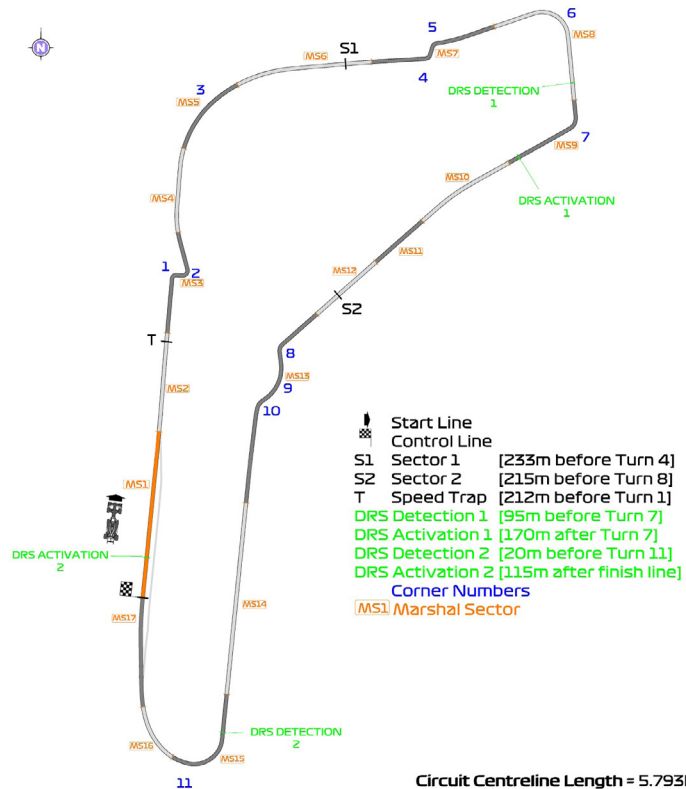 5
6
MS6
S1
MS7
MS8
4
3
DRS DETECTION
1
MS5
7
MS9
N
MS10
DRS ACTIVATION
1
MS4
MS11
1
2
MS3
MS12
S2
T
8
MS13
9
10
MS2
Start Line
Control Line
S1 Sector 1 [233m before Turn 4]
S2 Sector 2 [215m before Turn 8]
T Speed Trap [212m before Turn 1]
DRS Detection 1 [95m before Turn 7]
DRS Activation 1 [170m after Turn 7]
DRS Detection 2 [20m before Turn 11]
DRS Activation 2 [115m after finish line]
Corner Numbers
MS1 Marshal Sector
MS1
DRS ACTIVATION
2
MS17
MS14
DRS DETECTION
2
MS16
MS15
11
Circuit Centreline Length = 5.793